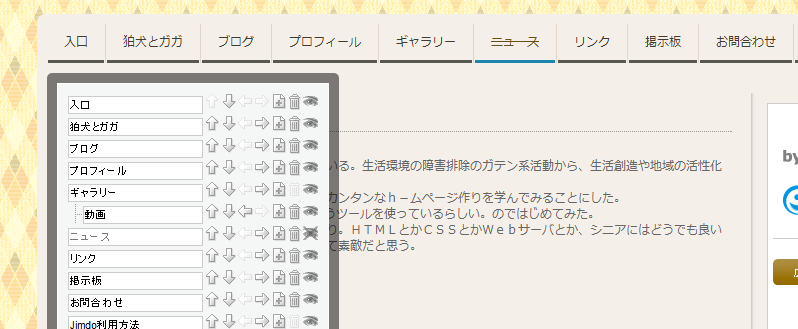 入口 狛犬とガガ ブログ プロフィール ギャラリー ニュース リンク 掲示板 お問合わせ
入口
狛犬とガガ
ブログ
プロフィール
ギャラリー
動画
ニュース
リンク
掲示板
お問合わせ
Jimdo利用方法
いる。生活環境の障害排除のガテン系活動から、生活創造や地域の活性化
カンタンなｈ－ムページ作りを学んでみることにした。
うツールを使っているらしい。のではじめてみた。
り。ＨＴＭＬとかＣＳＳとかＷｅｂサーバとか、シニアにはどうでも良い
て素敵だと思う。
by